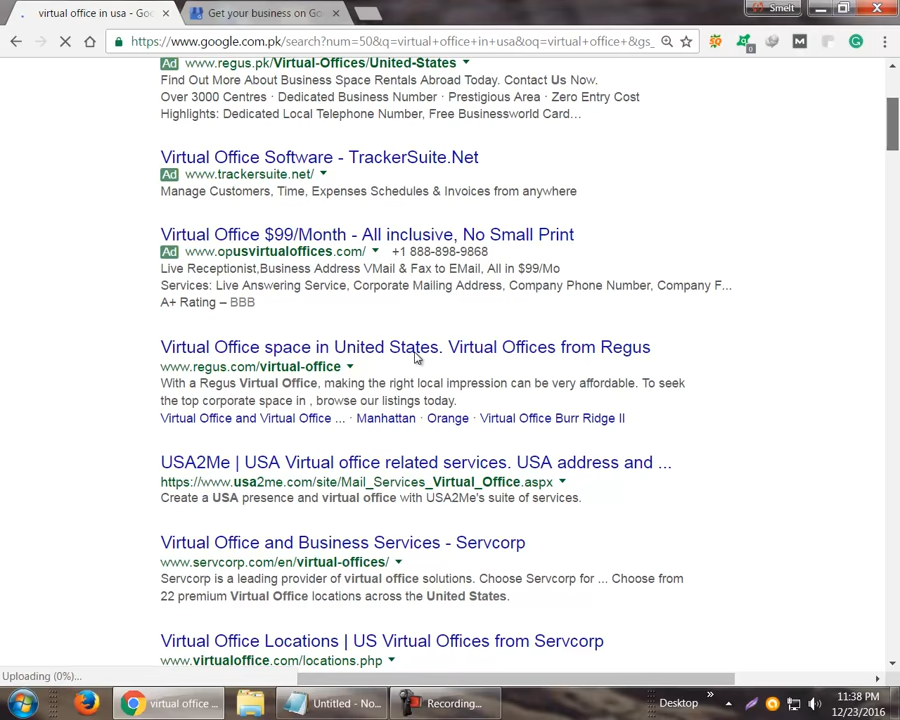 virtual office in usa - Goo
Get your business on Go
Smelt
https://www.google.com.pk/search?num=50&q=virtual+office+in+usa&oq=virtual+office+&gs_
Ad www.regus.pk/Virtual-Offices/United-States
Find Out More About Business Space Rentals Abroad Today. Contact Us Now.
Over 3000 Centres · Dedicated Business Number · Prestigious Area · Zero Entry Cost
Highlights: Dedicated Local Telephone Number, Free Businessworld Card…
Virtual Office Software - TrackerSuite.Net
Ad www.trackersuite.net/
Manage Customers, Time, Expenses Schedules & Invoices from anywhere
Virtual Office $99/Month - All inclusive, No Small Print
Ad www.opusvirtualoffices.com/ +1 888-898-9868
Live Receptionist,Business Address VMail & Fax to EMail, All in $99/Mo
Services: Live Answering Service, Corporate Mailing Address, Company Phone Number, Company F...
A+ Rating – BBB
Virtual Office space in United States. Virtual Offices from Regus
www.regus.com/virtual-office
With a Regus Virtual Office, making the right local impression can be very affordable. To seek
the top corporate space in , browse our listings today.
Virtual Office and Virtual Office ... · Manhattan · Orange · Virtual Office Burr Ridge II
USA2Me | USA Virtual office related services. USA address and ...
https://www.usa2me.com/site/Mail_Services_Virtual_Office.aspx
Create a USA presence and virtual office with USA2Me's suite of services.
Virtual Office and Business Services - Servcorp
www.servcorp.com/en/virtual-offices/
Servcorp is a leading provider of virtual office solutions. Choose Servcorp for ... Choose from
22 premium Virtual Office locations across the United States.
Virtual Office Locations | US Virtual Offices from Servcorp
www.virtualoffice.com/locations.php
Uploading (0%)...
virtual office ...
Untitled - No...
Recording...
Desktop
11:38 PM
12/23/2016